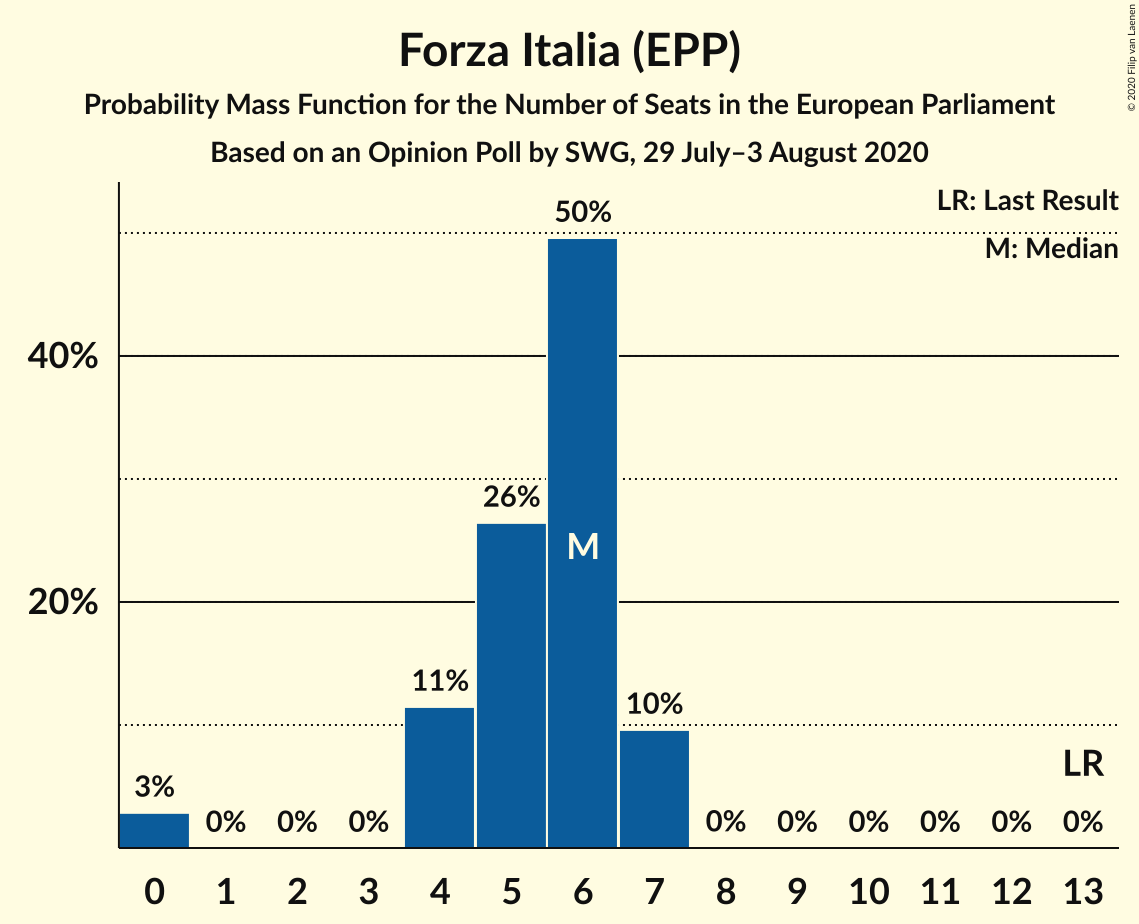 Forza Italia (EPP)
Probability Mass Function for the Number of Seats in the European Parliament
Based on an Opinion Poll by SWG, 29 July–3 August 2020
© 2020 Filip van Laenen
LR: Last Result
M: Median
50%
40%
26%
M
20%
11%
10%
LR
3%
0% 0% 0% 0% 0% 0% 0% 0% 0%
0 1 2 3 4 5 6 7 8 9 10 11 12 13